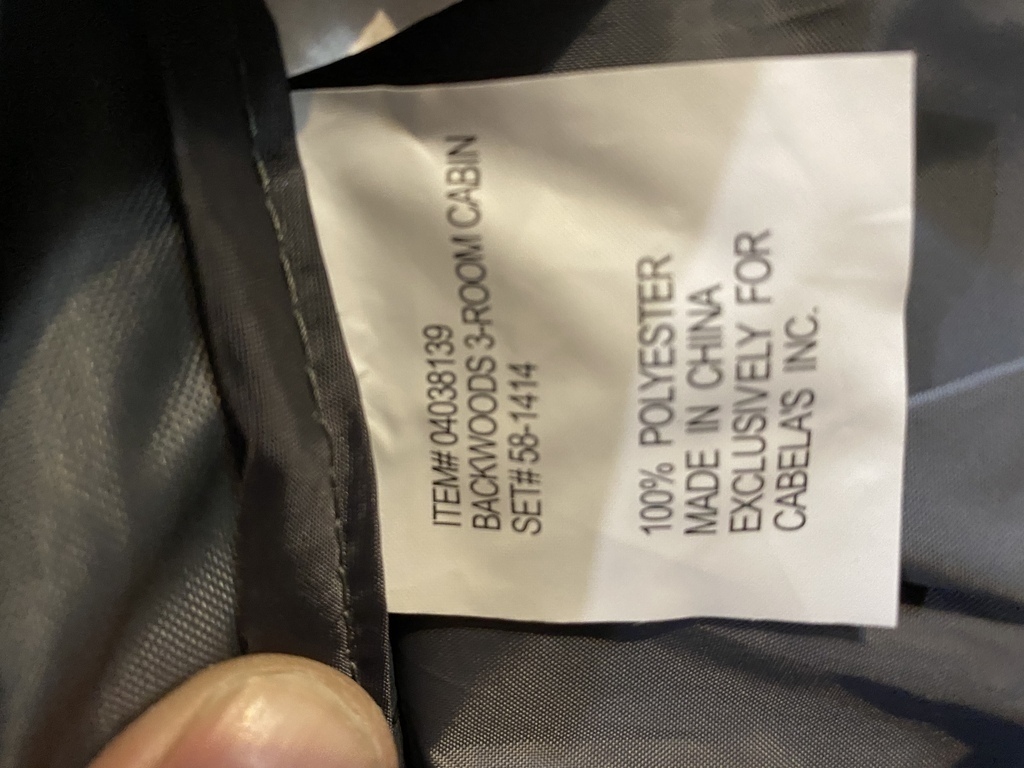 ITEM# 04038139
BACKWOODS 3-ROOM CABIN
SET# 58-1414
100% POLYESTER
MADE IN CHINA
EXCLUSIVELY FOR
CABELA'S INC.